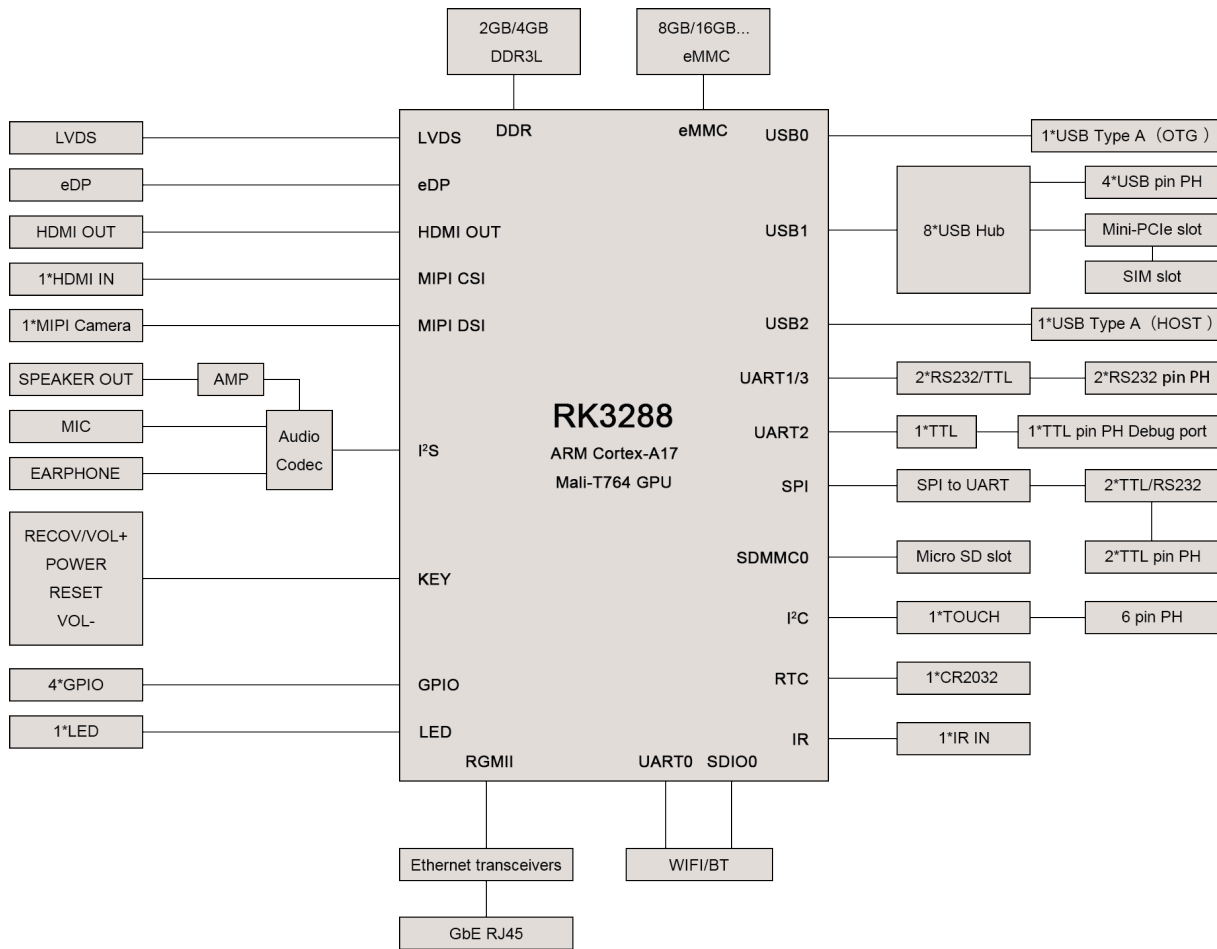 2GB/4GB
DDR3L
8GB/16GB...
eMMC
LVDS
eDP
HDMI OUT
1*HDMI IN
1*MIPI Camera
SPEAKER OUT
AMP
MIC
EARPHONE
Audio
Codec
RECOV/VOL+
POWER
RESET
VOL-
4*GPIO
1*LED
DDR
eMMC
LVDS
eDP
HDMI OUT
MIPI CSI
MIPI DSI
I²S
KEY
GPIO
LED
RK3288
ARM Cortex-A17
Mali-T764 GPU
USB0
USB1
USB2
UART1/3
UART2
SPI
SDMMC0
I²C
RTC
IR
RGMII
UART0
SDIO0
1*USB Type A（OTG ）
8*USB Hub
4*USB pin PH
Mini-PCIe slot
SIM slot
1*USB Type A（HOST ）
2*RS232/TTL
2*RS232 pin PH
1*TTL
1*TTL pin PH Debug port
SPI to UART
2*TTL/RS232
Micro SD slot
2*TTL pin PH
1*TOUCH
6 pin PH
1*CR2032
1*IR IN
Ethernet transceivers
WIFI/BT
GbE RJ45